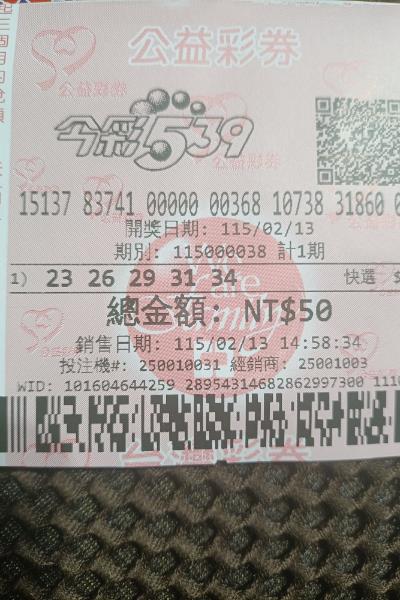 公益彩券
今彩539
15137 83741 00000 00368 10738 31860
開獎日期: 115/02/13
期別: 115000038 計1期
1) 23 26 29 31 34 快選
總金額: NT$50
銷售日期: 115/02/13 14:58:34
投注機#: 250010031 經銷商: 25001003
WID: 101604644259 28954314682862997300 1110